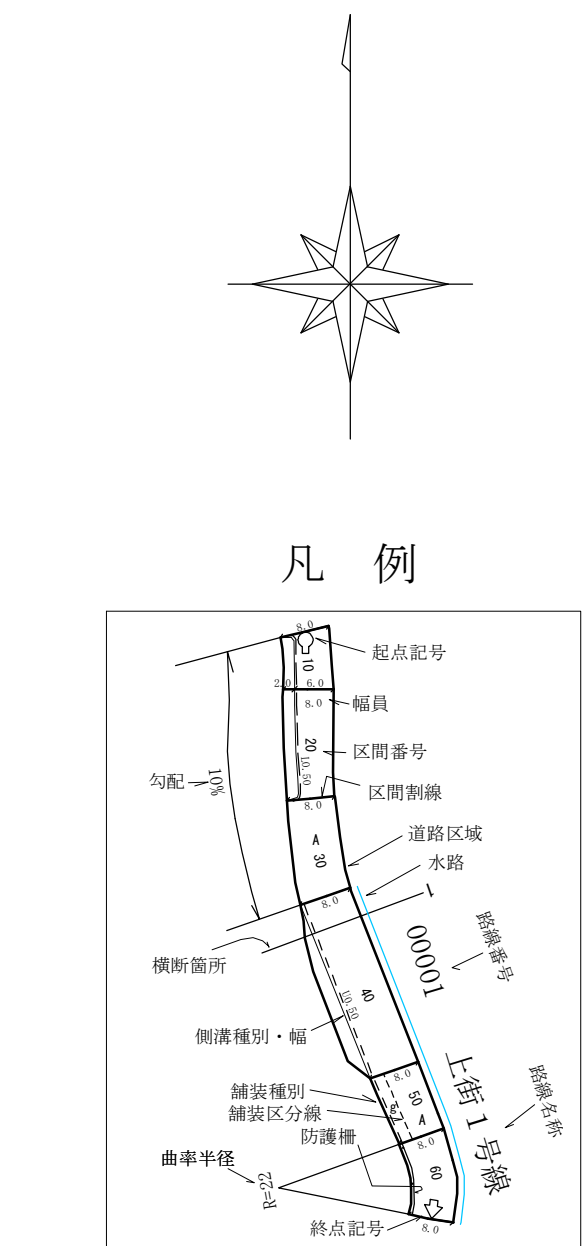 凡 例
8.0
起点記号
10
2.0
6.0
8.0
幅員
20
区間番号
L0.50
勾配
10%
区間割線
8.0
道路区域
A
30
水路
8.0
1
横断箇所
00001
路線番号
40
U0.50
側溝種別・幅
8.0
上街1号線
路線名称
舗装種別
50
g
A
舗装区分線
防護柵
8.0
曲率半径
60
R=22
終点記号
8.0